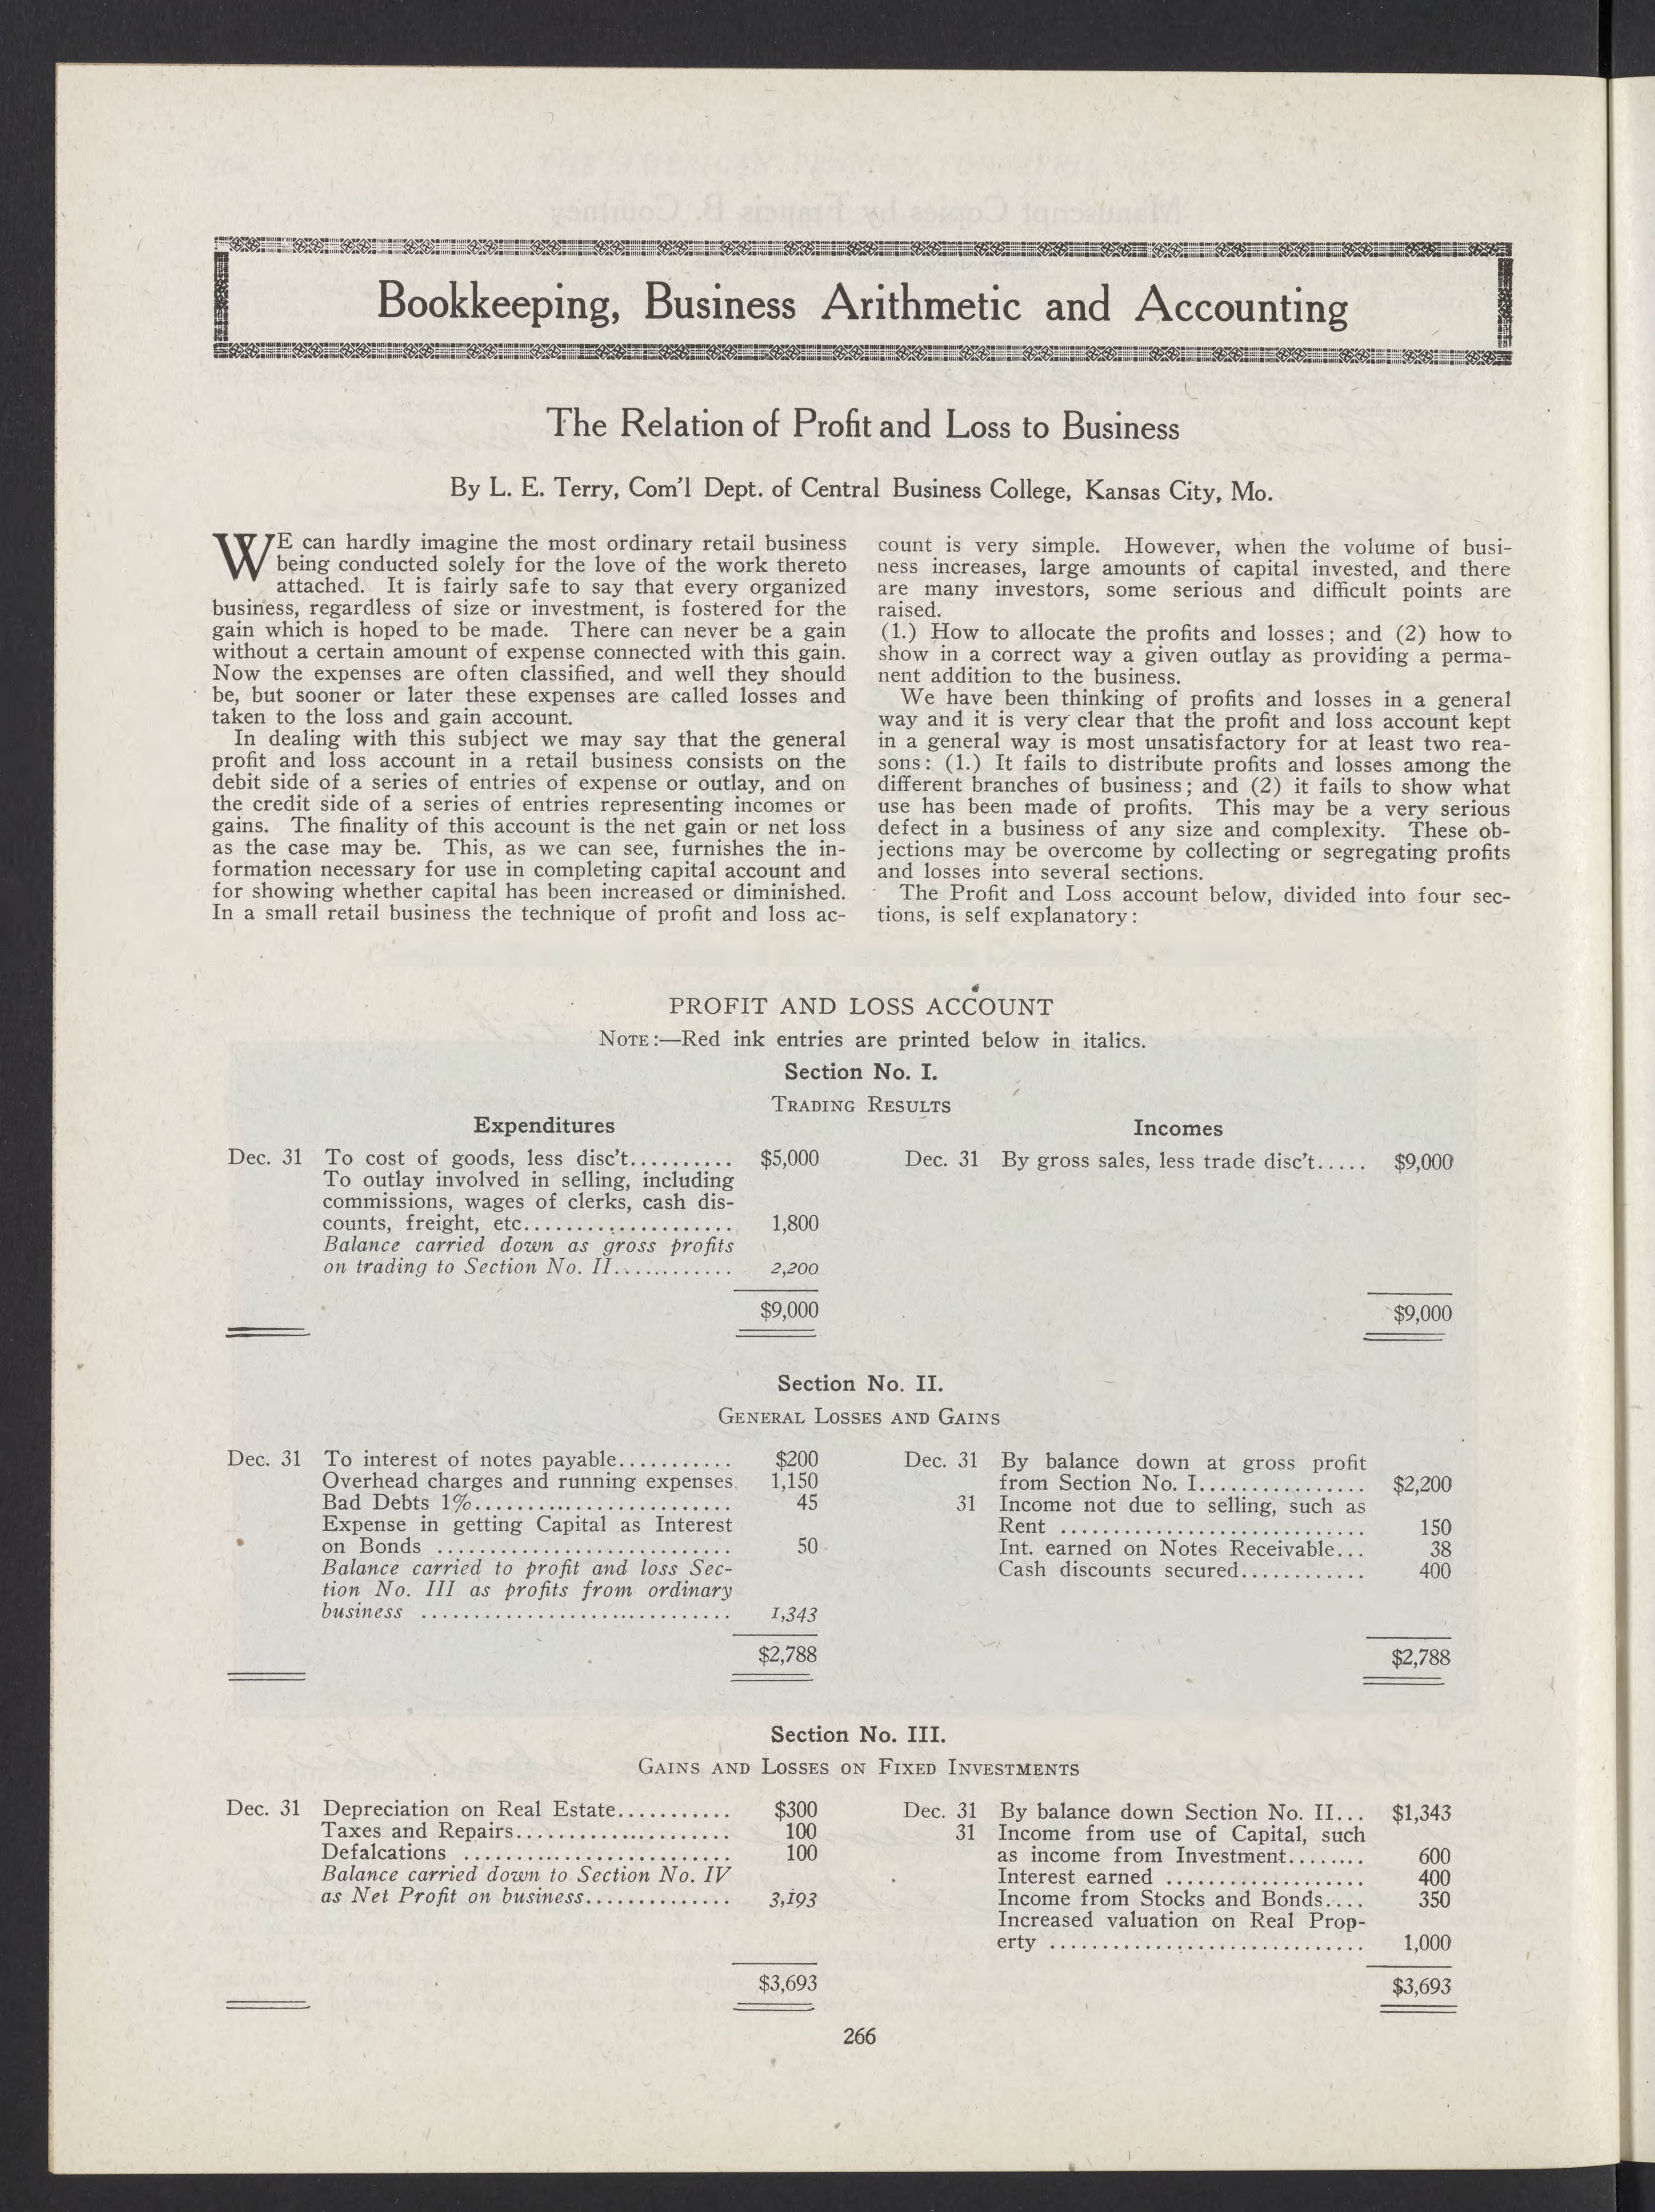 Bookkeeping, Business Arithmetic and Accounting
The Relation of Profit and Loss to Business
By L. E. Terry, Com'l Dept. of Central Business College, Kansas City, Mo.
WE can hardly imagine the most ordinary retail business
being conducted solely for the love of the work thereto
attached. It is fairly safe to say that every organized
business, regardless of size or investment, is fostered for the
gain which is hoped to be made. There can never be a gain
without a certain amount of expense connected with this gain.
Now the expenses are often classified, and well they should
be, but sooner or later these expenses are called losses and
taken to the loss and gain account.
In dealing with this subject we may say that the general
profit and loss account in a retail business consists on the
debit side of a series of entries of expense or outlay, and on
the credit side of a series of entries representing incomes or
gains. The finality of this account is the net gain or net loss
as the case may be. This, as we can see, furnishes the in-
formation necessary for use in completing capital account and
for showing whether capital has been increased or diminished.
In a small retail business the technique of profit and loss ac-
count is very simple. However, when the volume of busi-
ness increases, large amounts of capital invested, and there
are many investors, some serious and difficult points are
raised.
(1.) How to allocate the profits and losses; and (2) how to
show in a correct way a given outlay as providing a perma-
nent addition to the business.
We have been thinking of profits and losses in a general
way and it is very clear that the profit and loss account kept
in a general way is most unsatisfactory for at least two rea-
sons: (1.) It fails to distribute profits and losses among the
different branches of business; and (2) it fails to show what
use has been made of profits. This may be a very serious
defect in a business of any size and complexity. These ob-
jections may be overcome by collecting or segregating profits
and losses into several sections.
The Profit and Loss account below, divided into four sec-
tions, is self explanatory:
PROFIT AND LOSS ACCOUNT
NOTE:—Red ink entries are printed below in italics.
Section No. I.
TRADING RESULTS
Expenditures
Dec. 31 To cost of goods, less disc't.......... $5,000
To outlay involved in selling, including
commissions, wages of clerks, cash dis-
counts, freight, etc.................... 1,800
Balance carried down as gross profits
on trading to Section No. II............ 2,200
$9,000
Incomes
Dec. 31 By gross sales, less trade disc't..... $9,000
$9,000
Section No. II.
GENERAL LOSSES AND GAINS
Dec. 31 To interest of notes payable........... $200
Overhead charges and running expenses 1,150
Bad Debts 1%......................... 45
Expense in getting Capital as Interest
on Bonds ............................ 50
Balance carried to profit and loss Sec-
tion No. III as profits from ordinary
business .............................. 1,343
$2,788
Dec. 31 By balance down at gross profit
from Section No. I................ $2,200
31 Income not due to selling, such as
Rent ............................. 150
Int. earned on Notes Receivable... 38
Cash discounts secured............ 400
$2,788
Section No. III.
GAINS AND LOSSES ON FIXED INVESTMENTS
Dec. 31 Depreciation on Real Estate........... $300
Taxes and Repairs..................... 100
Defalcations .......................... 100
Balance carried down to Section No. IV
as Net Profit on business.............. 3,193
$3,693
Dec. 31 By balance down Section No. II... $1,343
31 Income from use of Capital, such
as income from Investment........ 600
Interest earned ................... 400
Income from Stocks and Bonds.... 350
Increased valuation on Real Prop-
erty .............................. 1,000
$3,693
266